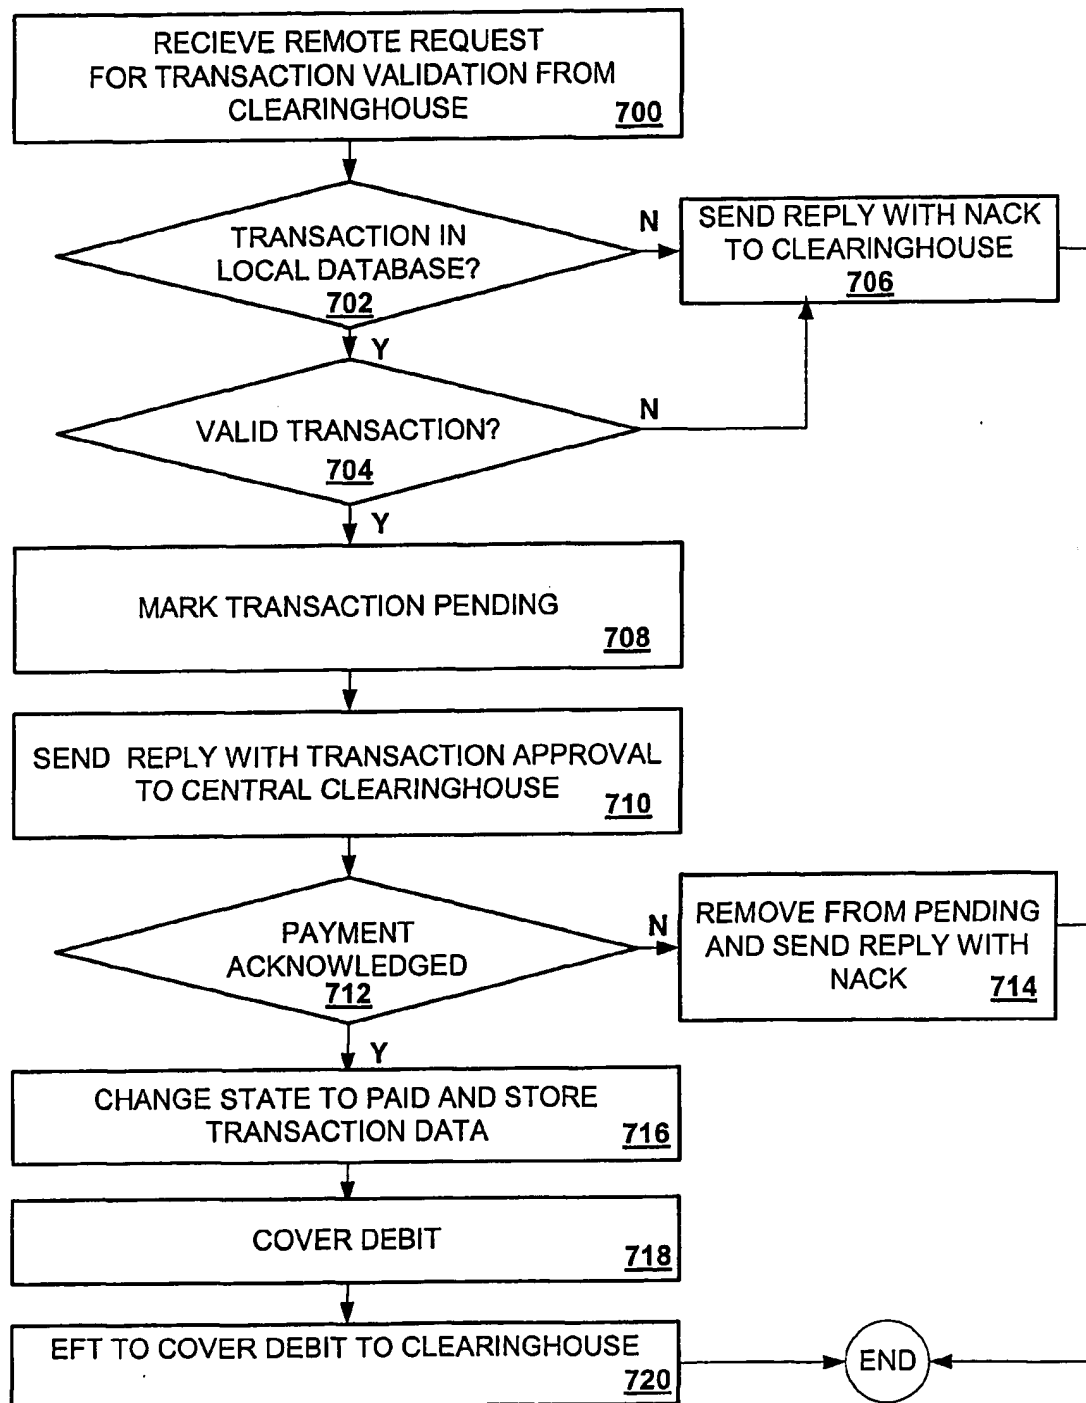 RECIEVE REMOTE REQUEST
FOR TRANSACTION VALIDATION FROM
CLEARINGHOUSE 700
TRANSACTION IN
LOCAL DATABASE?
702
N
Y
SEND REPLY WITH NACK
TO CLEARINGHOUSE
706
VALID TRANSACTION?
704
N
Y
MARK TRANSACTION PENDING
708
SEND REPLY WITH TRANSACTION APPROVAL
TO CENTRAL CLEARINGHOUSE 710
PAYMENT
ACKNOWLEDGED
712
N
Y
REMOVE FROM PENDING
AND SEND REPLY WITH
NACK 714
CHANGE STATE TO PAID AND STORE
TRANSACTION DATA 716
COVER DEBIT
718
EFT TO COVER DEBIT TO CLEARINGHOUSE
720
END